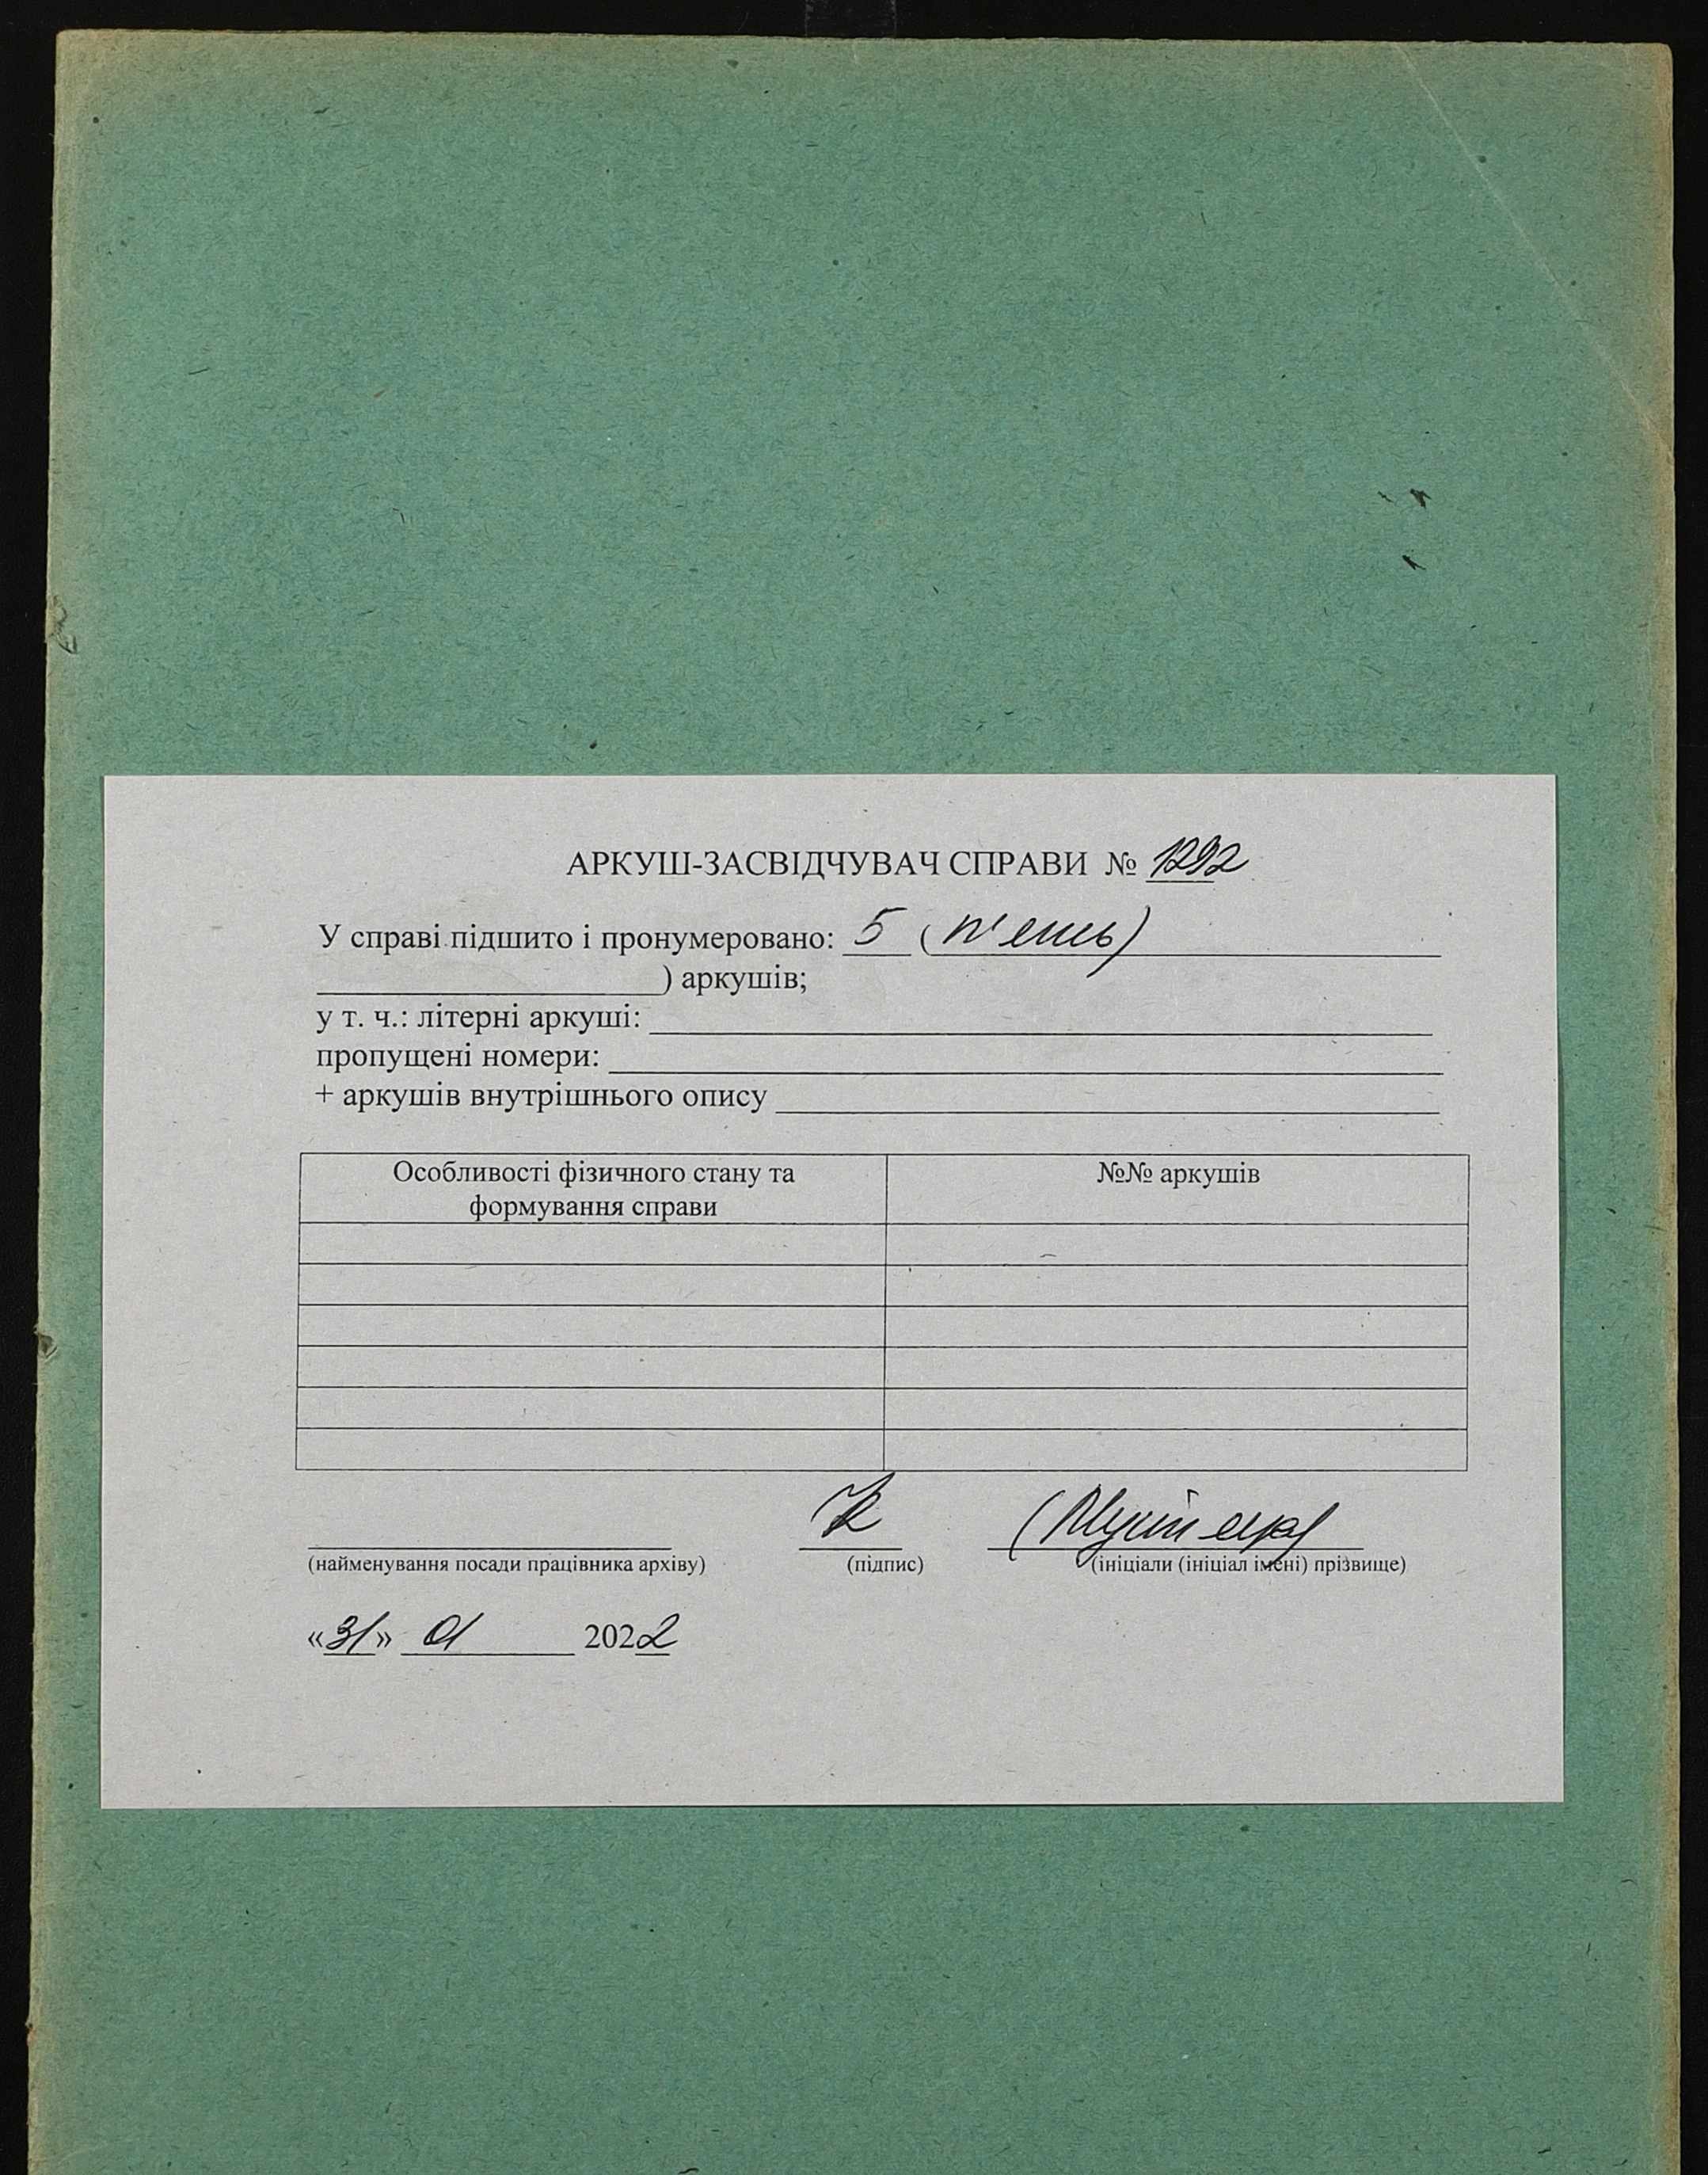 АРКУШ-ЗАСВІДЧУВАЧ СПРАВИ № 1292
У справі підшито і пронумеровано: 5 (п'ять)
) аркушів;
у т. ч.: літерні аркуші:
пропущені номери:
+ аркушів внутрішнього опису
Особливості фізичного стану та формування справи
№№ аркушів
(найменування посади працівника архіву)
(підпис)
(ініціали (ініціал імені) прізвище)
«31» 01 2022